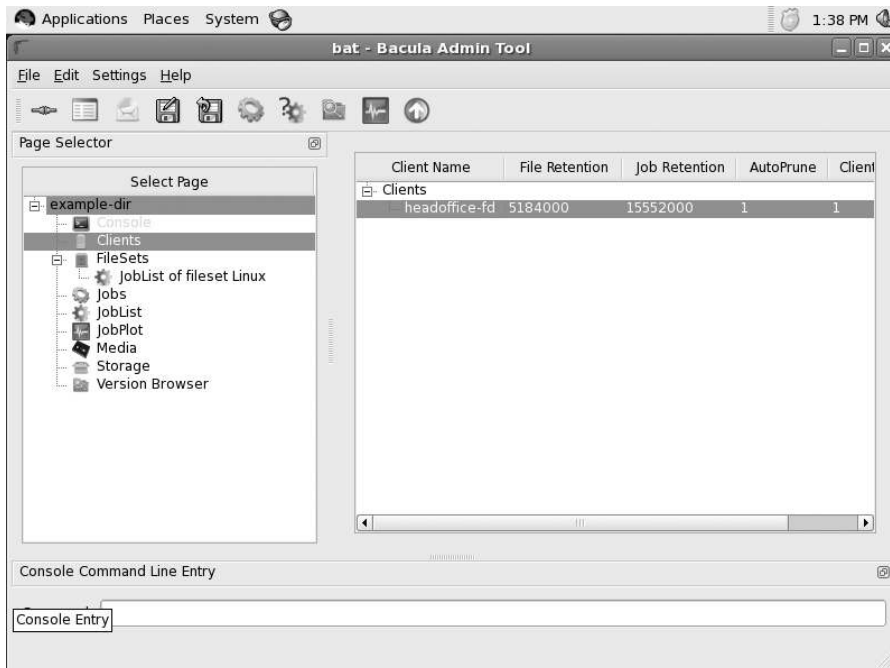 Applications Places System 1:38 PM
bat - Bacula Admin Tool
File Edit Settings Help
Page Selector
Select Page
example-dir
Console
Clients
FileSets
JobList of fileset Linux
Jobs
JobList
JobPlot
Media
Storage
Version Browser
Client Name File Retention Job Retention AutoPrune Client
Clients
headoffice-fd 5184000 15552000 1 1
Console Command Line Entry
Console Entry